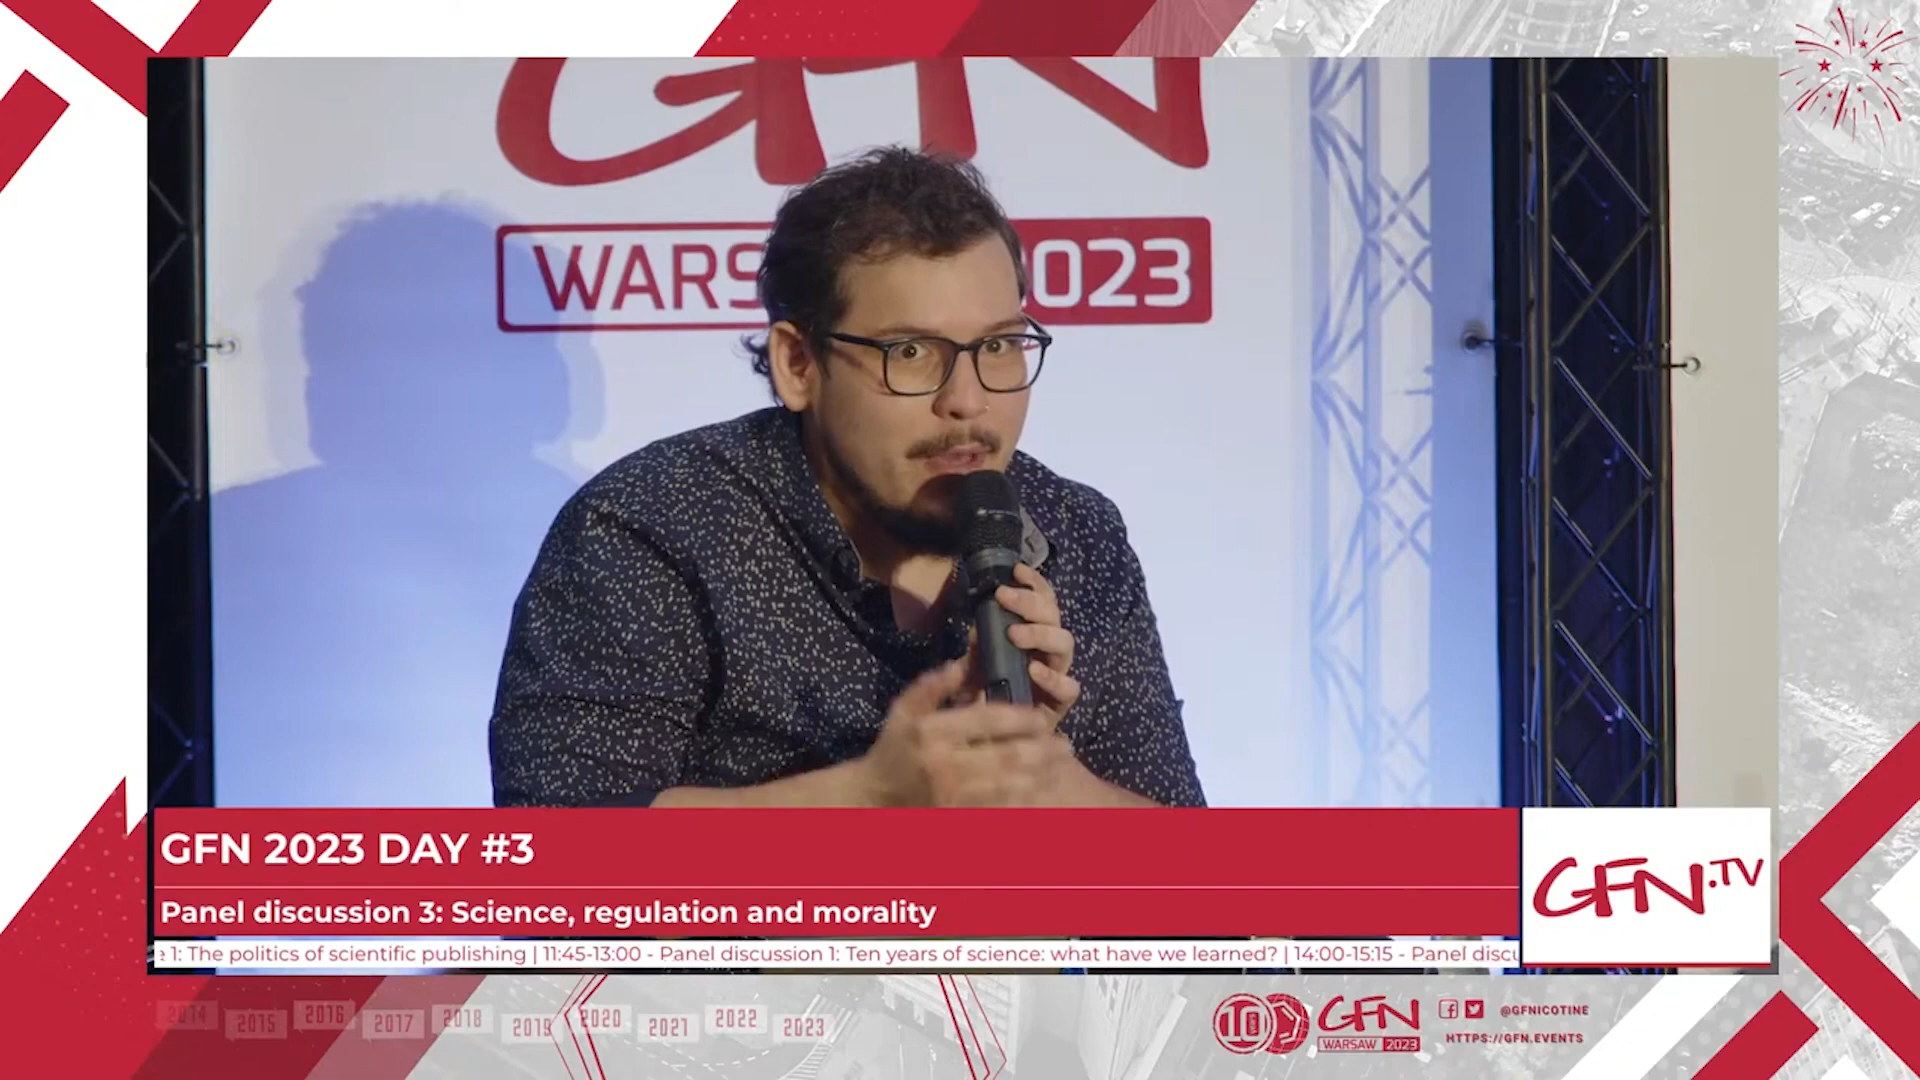 GFN
WARS 023
GFN 2023 DAY #3
Panel discussion 3: Science, regulation and morality
1: The politics of scientific publishing | 11:45-13:00 - Panel discussion 1: Ten years of science: what have we learned? | 14:00-15:15 - Panel
GFN.TV
2014 2015 2016 2017 2018 2019 2020 2021 2022 2023
10
GFN
WARSAW 2023
@GFNICOTINE
HTTPS://GFN.EVENTS